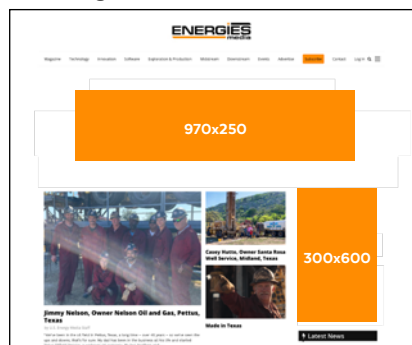 ENERGIES
media
Magazine Technology Innovation Software Exploration & Production Midstream Downstream Events Advertise Subscribe Contact Log in
970x250
300x600
Casey Nutts, Owner Santa Rosa
Well Service, Midland, Texas
Made in Texas
Jimmy Nelson, Owner Nelson Oil and Gas, Pettus,
Texas
Latest News